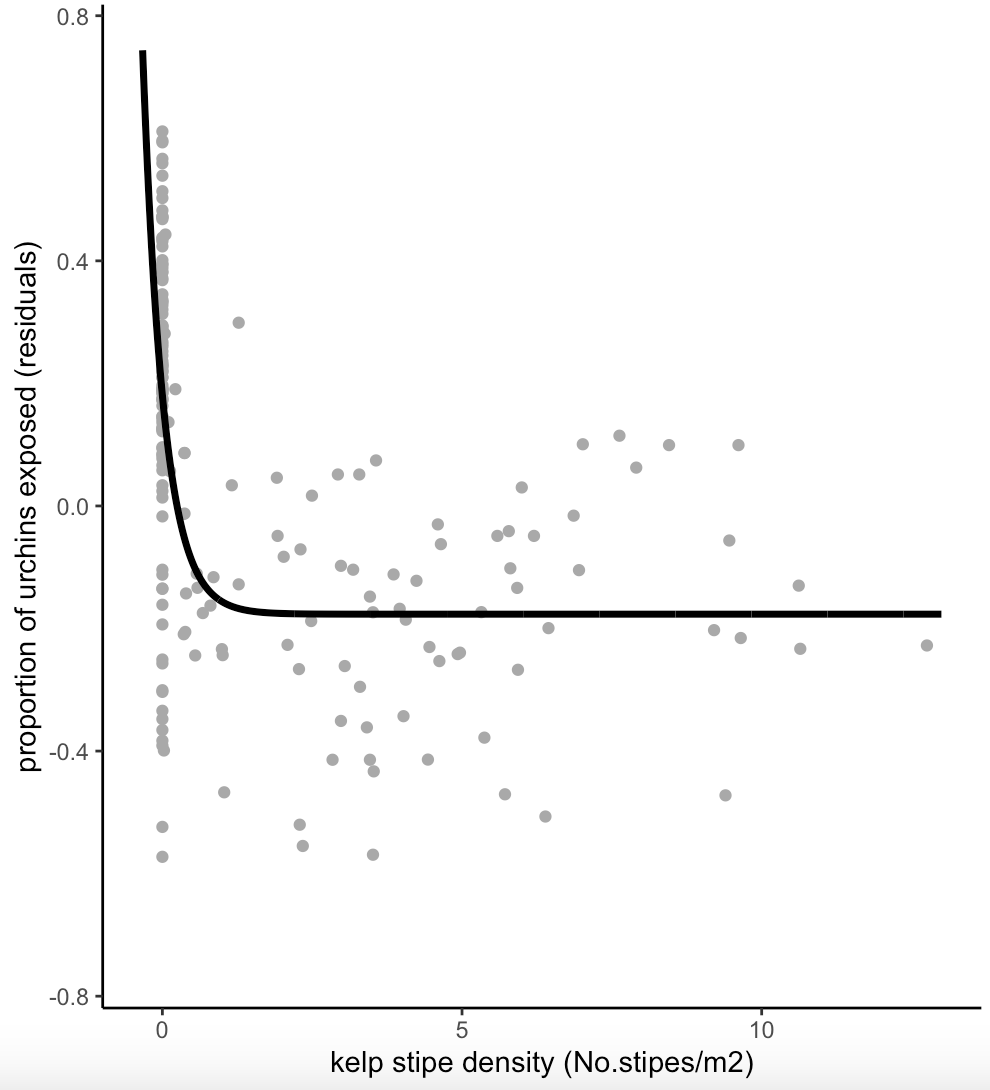 0.8
0.4
0.0
-0.4
-0.8
proportion of urchins exposed (residuals)
0 5 10
kelp stipe density (No.stipes/m2)